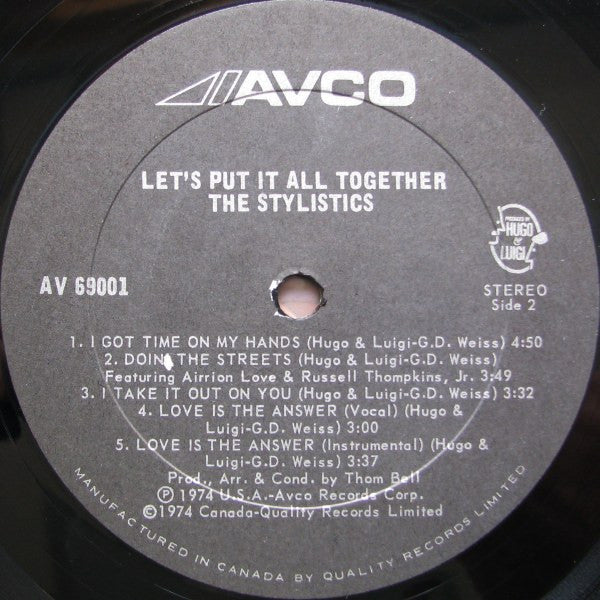 AVCO
LET'S PUT IT ALL TOGETHER
THE STYLISTICS
PRODUCED BY
HUGO
&
LUIGI
AV 69001
STEREO
Side 2
1. I GOT TIME ON MY HANDS (Hugo & Luigi-G.D. Weiss) 4:50
2. DOIN' THE STREETS (Hugo & Luigi-G.D. Weiss)
Featuring Airrion Love & Russell Thompkins, Jr. 3:49
3. I TAKE IT OUT ON YOU (Hugo & Luigi-G.D. Weiss) 3:32
4. LOVE IS THE ANSWER (Vocal) (Hugo &
Luigi-G.D. Weiss) 3:00
5. LOVE IS THE ANSWER (Instrumental) (Hugo &
Luigi-G.D. Weiss) 3:37
Prod., Arr. & Cond. by Thom Bell
Ⓟ 1974 U.S.A.-Avco Records Corp.
©1974 Canada-Quality Records Limited
MANUFACTURED IN CANADA BY QUALITY RECORDS LIMITED